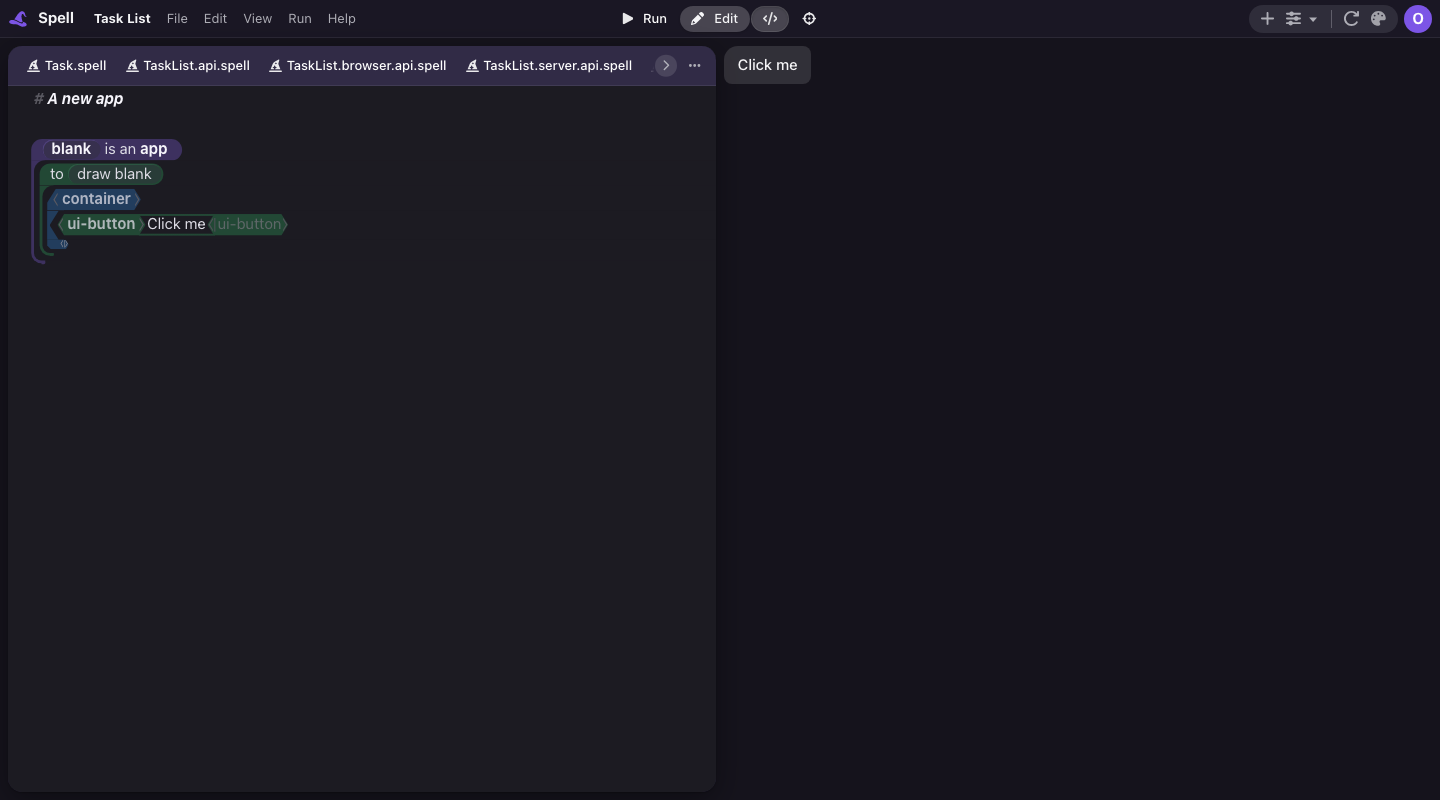 Spell Task List File Edit View Run Help Run Edit </> O
Task.spell TaskList.api.spell TaskList.browser.api.spell TaskList.server.api.spell
Click me
# A new app
blank is an app
to draw blank
container
ui-button Click me ui-button